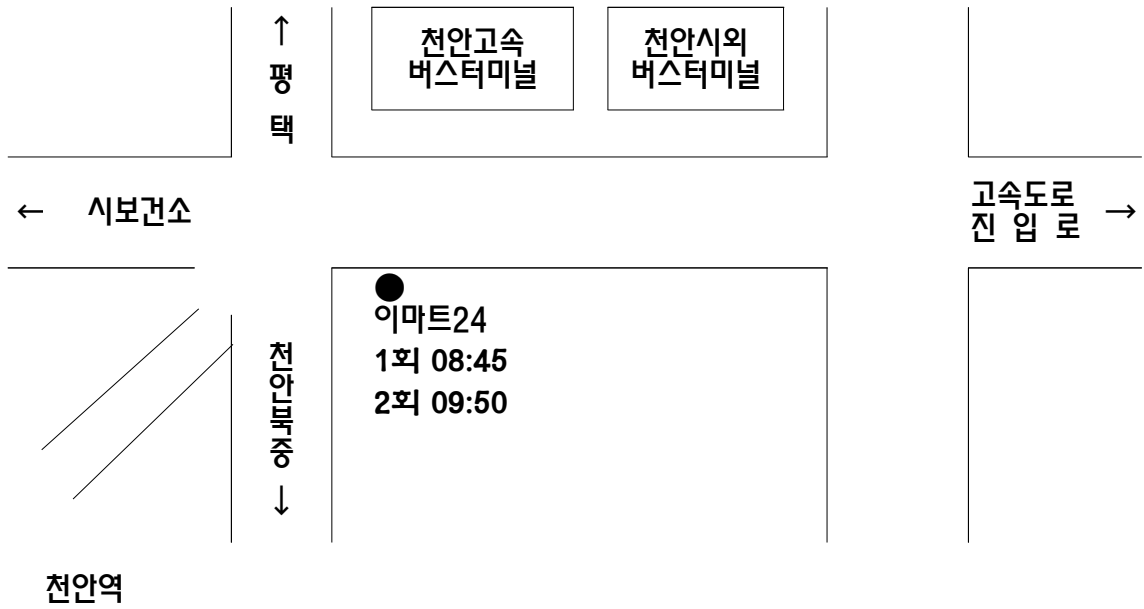 ↑
평
택
천안고속
버스터미널
천안시외
버스터미널
← 시보건소
고속도로
진 입 로 →
이마트24
1회 08:45
2회 09:50
천
안
북
중
↓
천안역